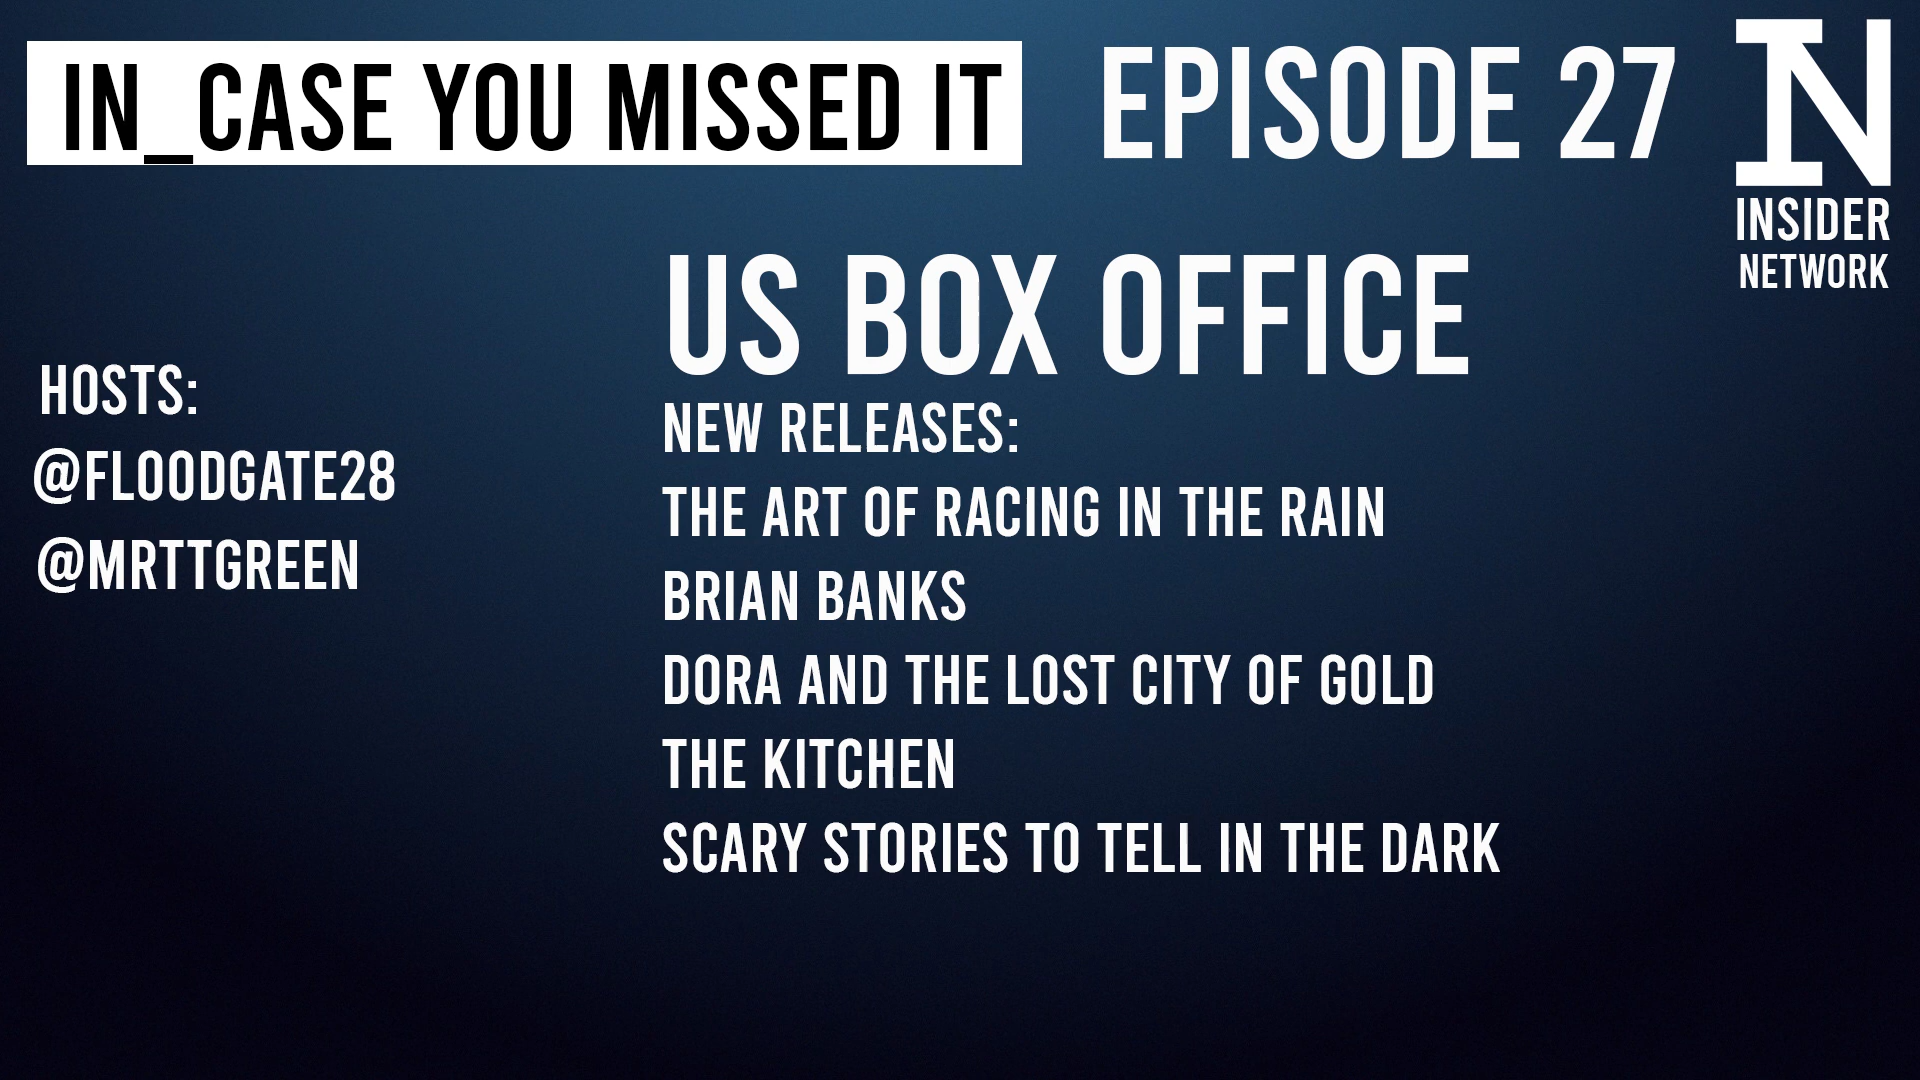 IN_CASE YOU MISSED IT
EPISODE 27
IN
INSIDER
NETWORK
US BOX OFFICE
HOSTS:
@FLOODGATE28
@MRTTGREEN
NEW RELEASES:
THE ART OF RACING IN THE RAIN
BRIAN BANKS
DORA AND THE LOST CITY OF GOLD
THE KITCHEN
SCARY STORIES TO TELL IN THE DARK